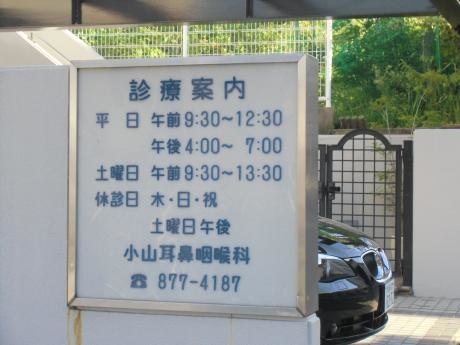 診療案内
平　日 午前 9:30〜12:30
午後 4:00〜 7:00
土曜日 午前 9:30〜13:30
休診日 木・日・祝
土曜日午後
小山耳鼻咽喉科
☎ 877-4187